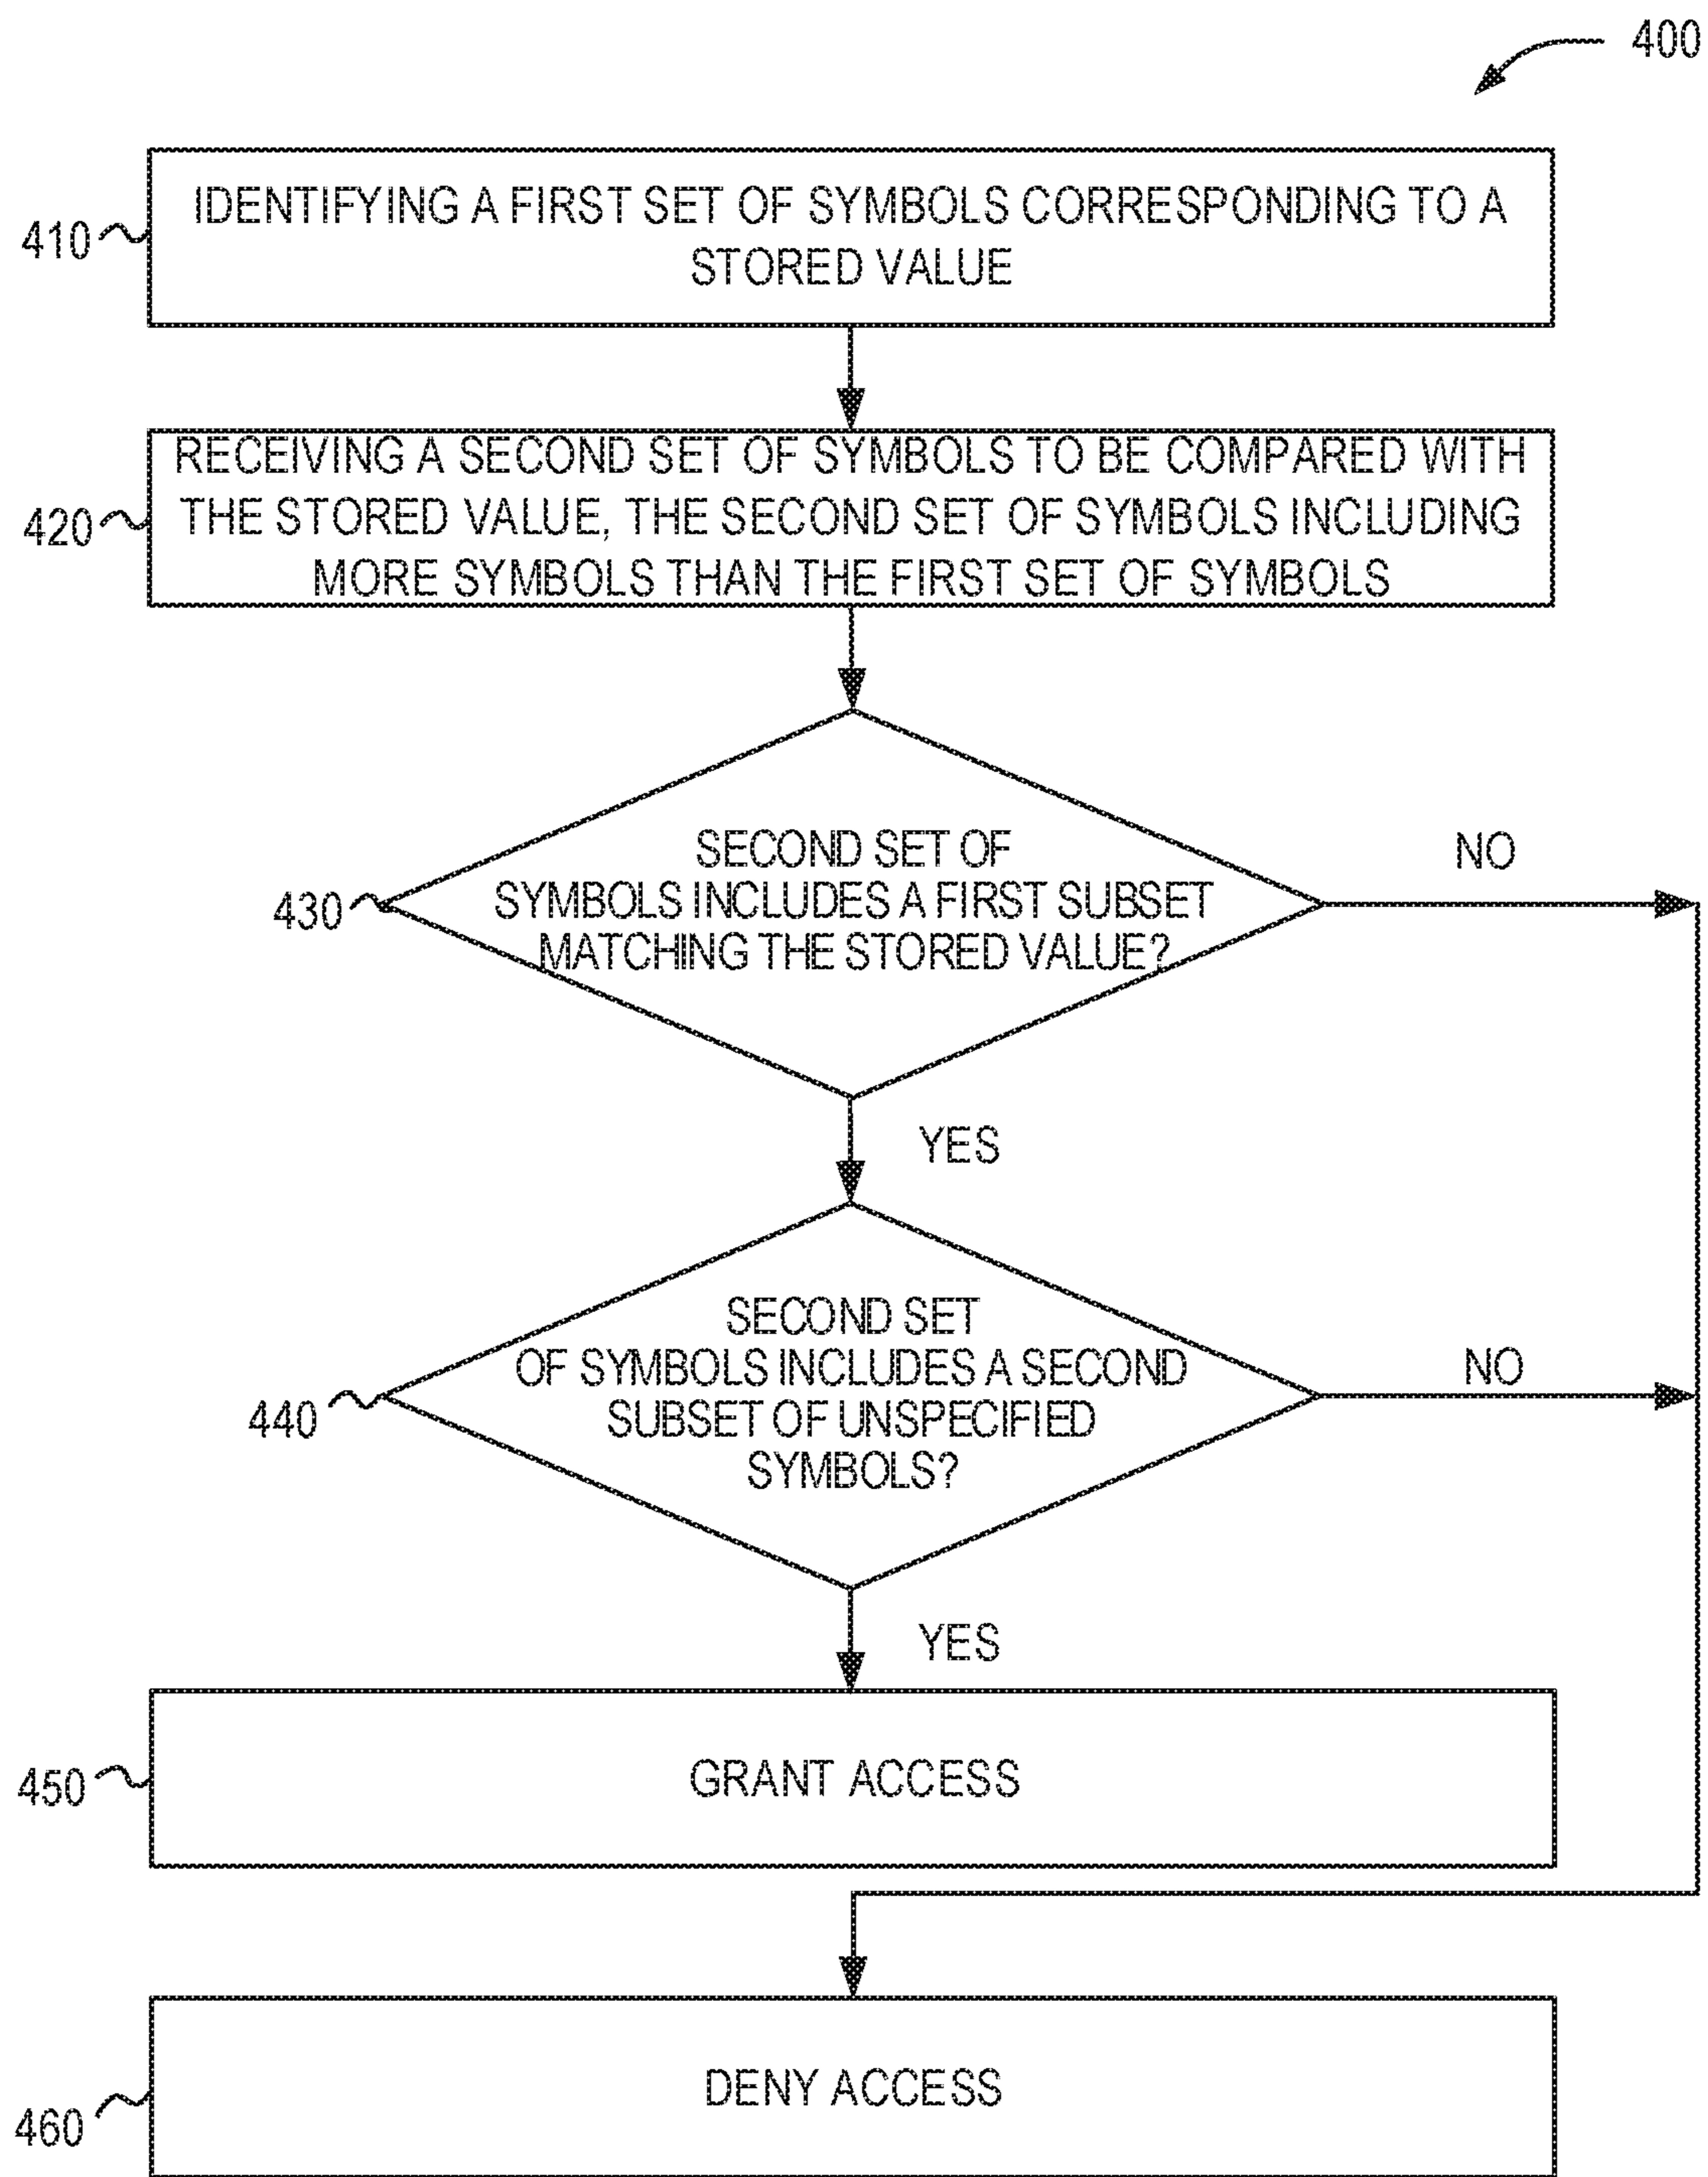 400
IDENTIFYING A FIRST SET OF SYMBOLS CORRESPONDING TO A
STORED VALUE
410
RECEIVING A SECOND SET OF SYMBOLS TO BE COMPARED WITH
THE STORED VALUE, THE SECOND SET OF SYMBOLS INCLUDING
MORE SYMBOLS THAN THE FIRST SET OF SYMBOLS
420
SECOND SET OF
SYMBOLS INCLUDES A FIRST SUBSET
MATCHING THE STORED VALUE?
430
NO
YES
SECOND SET
OF SYMBOLS INCLUDES A SECOND
SUBSET OF UNSPECIFIED
SYMBOLS?
440
NO
YES
GRANT ACCESS
450
DENY ACCESS
460